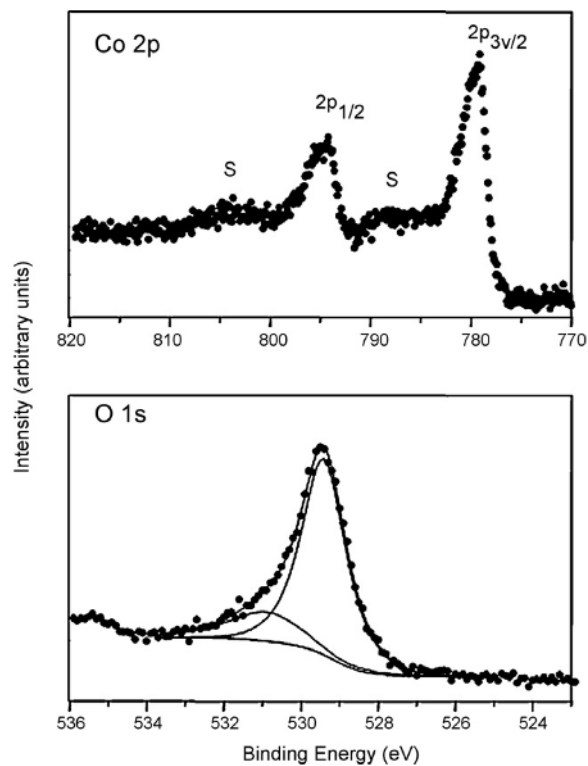 Co 2p
2p3v/2
2p1/2
S
S
820 810 800 790 780 770
Intensity (arbitrary units)
O 1s
536 534 532 530 528 526 524
Binding Energy (eV)